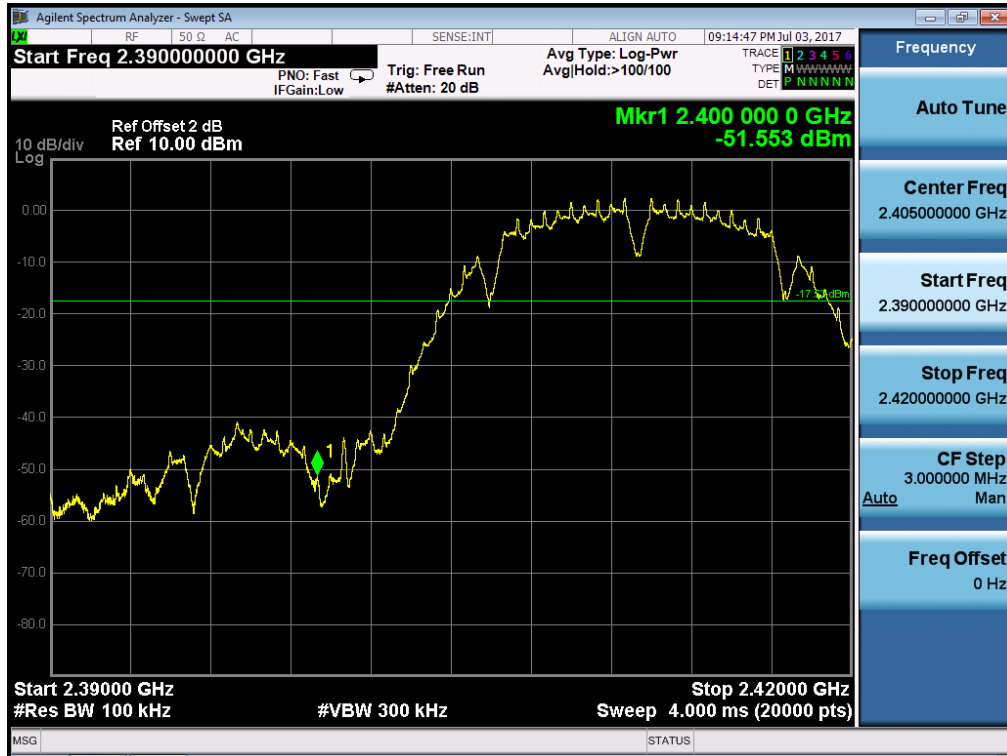 Agilent Spectrum Analyzer - Swept SA
LXI RF 50 Ω AC SENSE:INT ALIGN AUTO 09:14:47 PM Jul 03, 2017
Start Freq 2.390000000 GHz
PNO: Fast
IFGain:Low
Trig: Free Run
#Atten: 20 dB
Avg Type: Log-Pwr
Avg|Hold:>100/100
TRACE 1 2 3 4 5 6
TYPE M W W W W W
DET P N N N N N
Mkr1 2.400 000 0 GHz
-51.553 dBm
Ref Offset 2 dB
10 dB/div Ref 10.00 dBm
Log
0.00
-10.0
-20.0
-30.0
-40.0
-50.0
-60.0
-70.0
-80.0
1
dBm
Start 2.39000 GHz Stop 2.42000 GHz
#Res BW 100 kHz #VBW 300 kHz Sweep 4.000 ms (20000 pts)
MSG STATUS
Frequency
Auto Tune
Center Freq
2.405000000 GHz
Start Freq
2.390000000 GHz
Stop Freq
2.420000000 GHz
CF Step
3.000000 MHz
Auto Man
Freq Offset
0 Hz